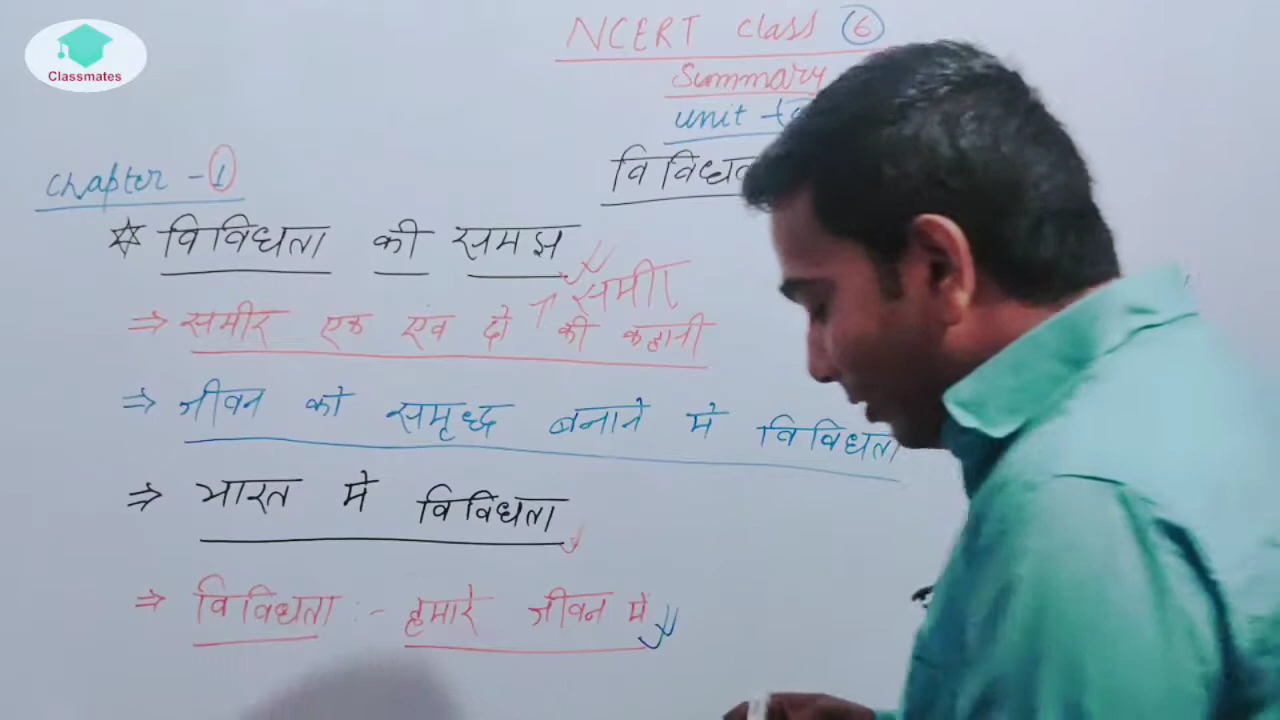 Classmates
NCERT class 6
Summary
unit -
Chapter - 1
विविधता
* विविधता की समझ
समीर
⇒ समीर एक एंव दो की कहानी
⇒ जीवन को समृध्द बनाने मे विविधता
⇒ भारत मे विविधता
⇒ विविधता :- हमारे जीवन मे